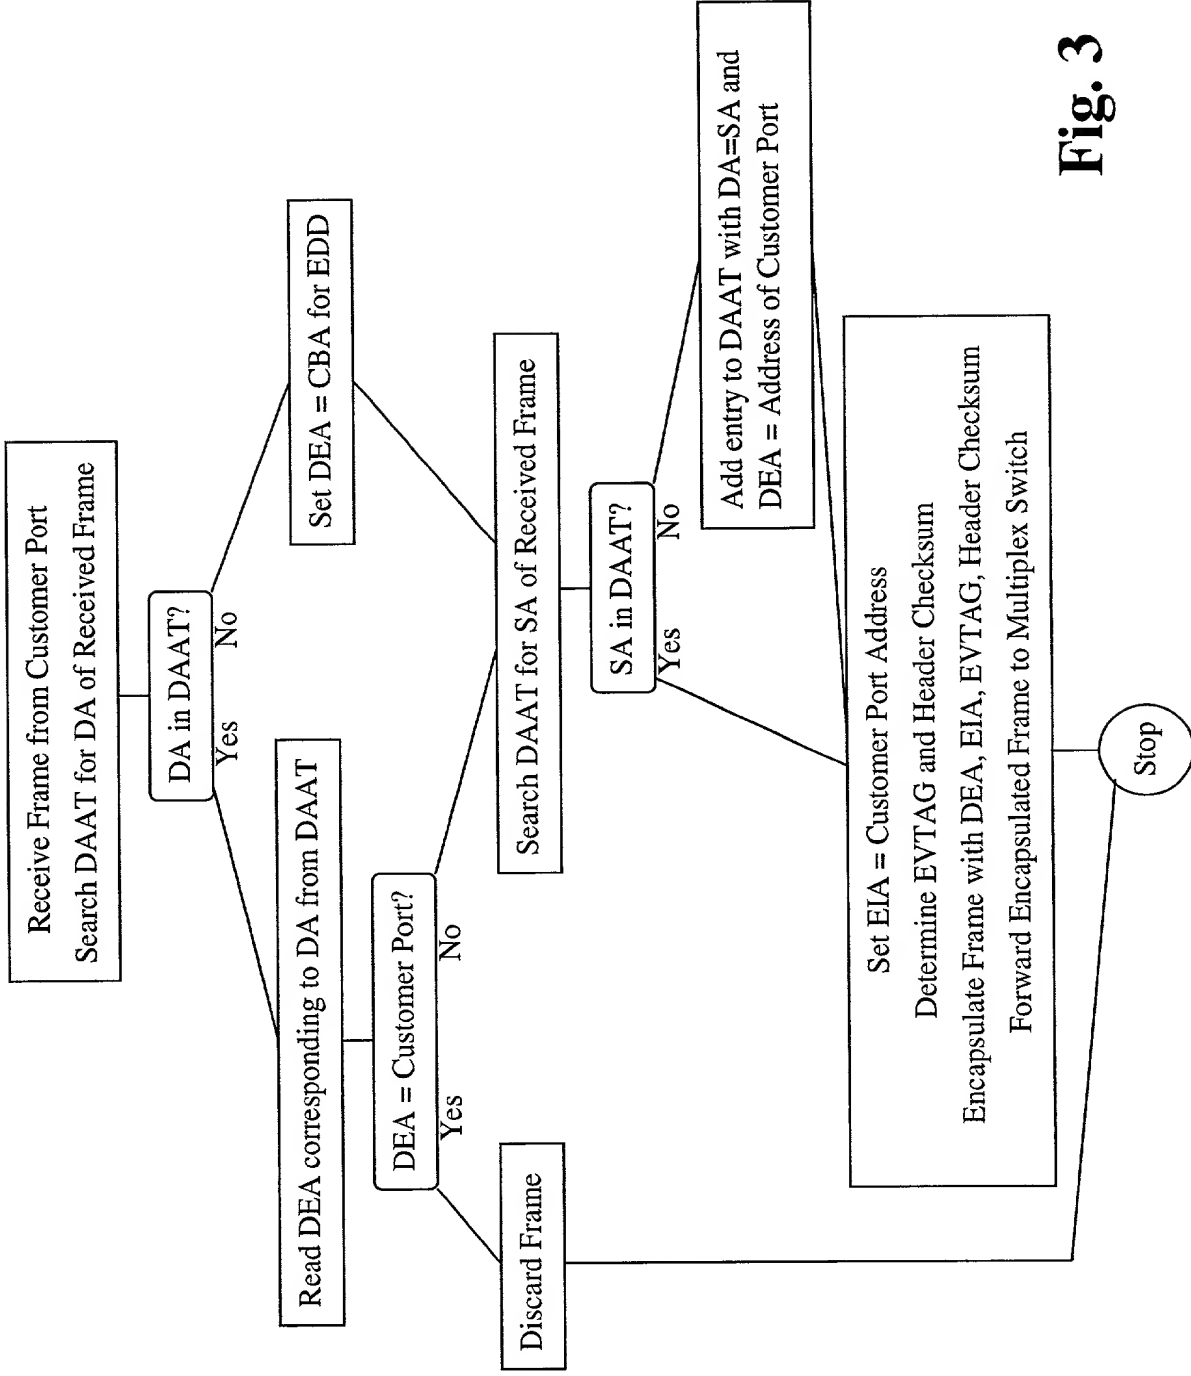 Receive Frame from Customer Port
Search DAAT for DA of Received Frame
DA in DAAT?
Yes
No
Read DEA corresponding to DA from DAAT
Set DEA = CBA for EDD
DEA = Customer Port?
Yes
No
Discard Frame
Search DAAT for SA of Received Frame
SA in DAAT?
Yes
No
Add entry to DAAT with DA=SA and
DEA = Address of Customer Port
Set EIA = Customer Port Address
Determine EVTAG and Header Checksum
Encapsulate Frame with DEA, EIA, EVTAG, Header Checksum
Forward Encapsulated Frame to Multiplex Switch
Stop
Fig. 3